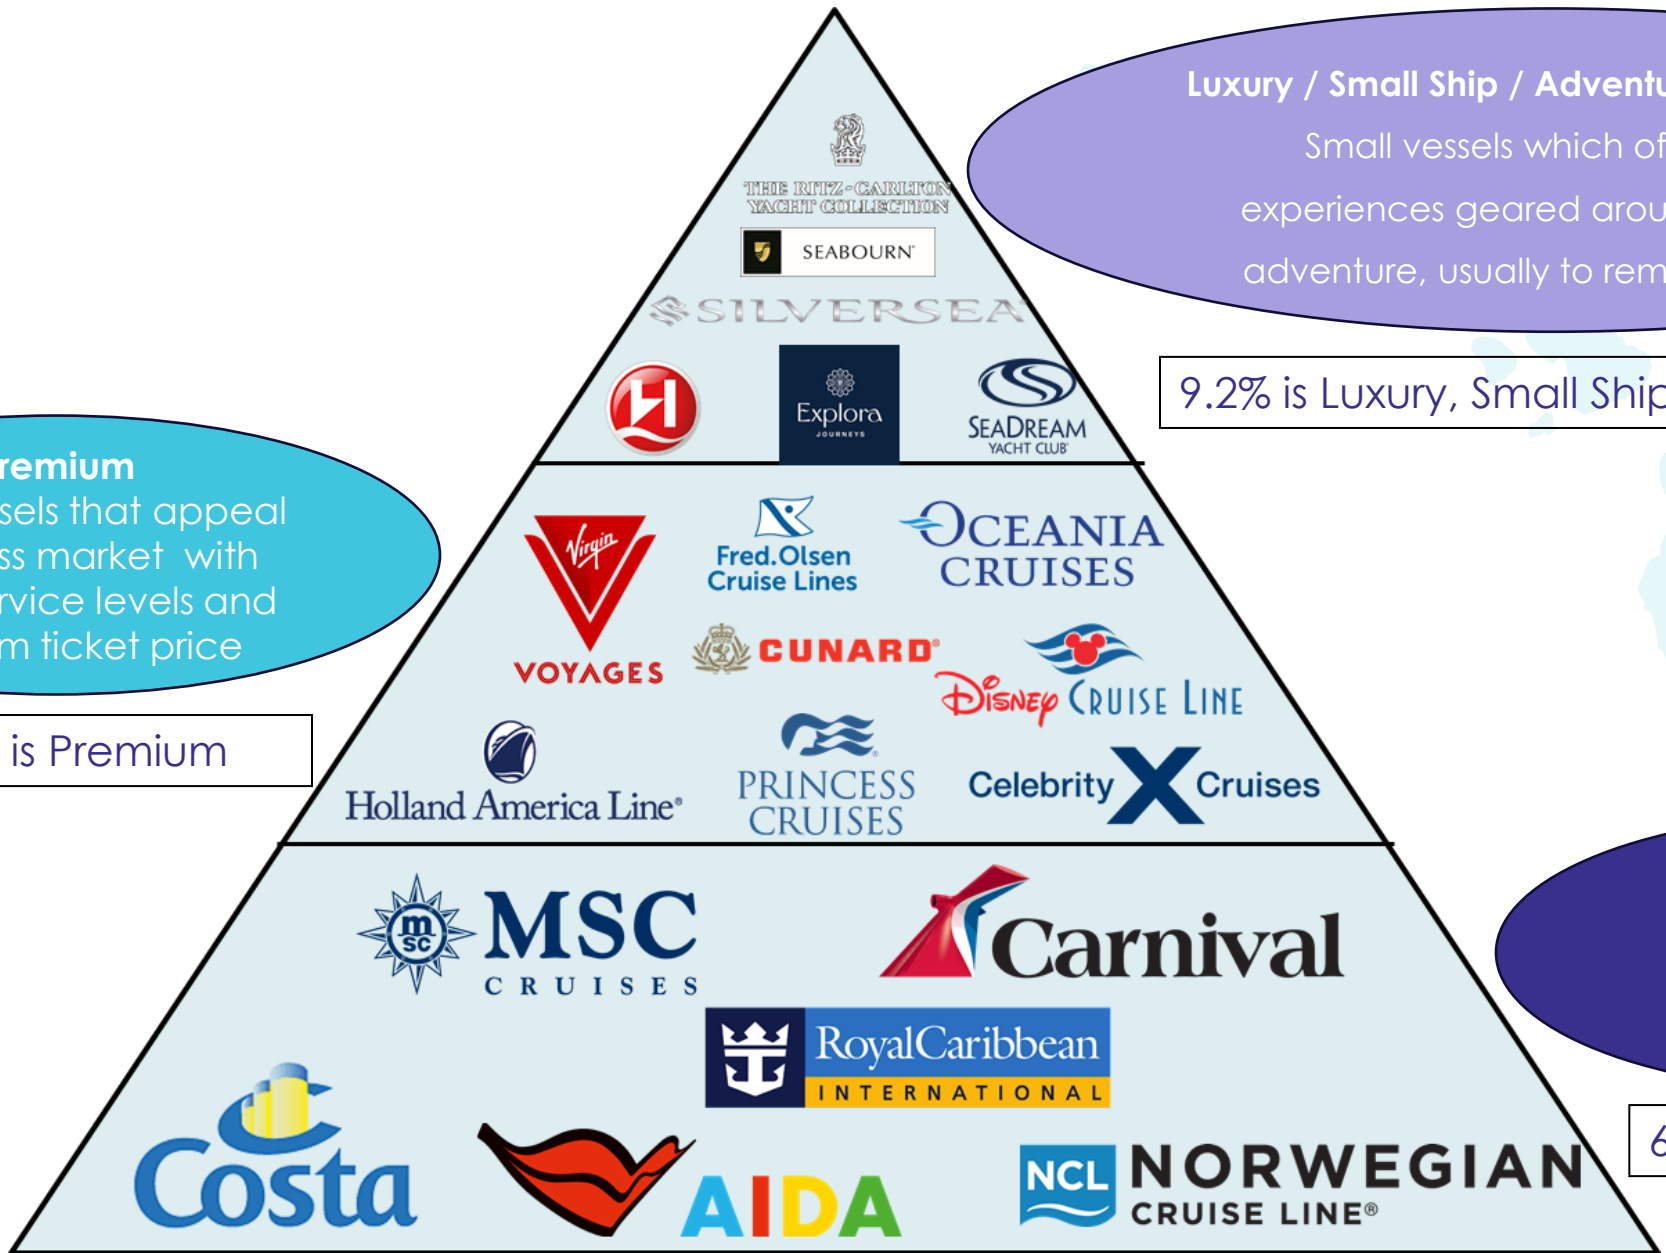 Luxury / Small Ship / Adventu
Small vessels which of
experiences geared arou
adventure, usually to rem
9.2% is Luxury, Small Ship
THE RITZ-CARLTON
YACHT COLLECTION
SEABOURN
SILVERSEA
H
Explora
JOURNEYS
SEADREAM
YACHT CLUB
remium
sels that appeal
ss market with
rvice levels and
m ticket price
is Premium
Virgin
VOYAGES
Fred.Olsen
Cruise Lines
OCEANIA
CRUISES
CUNARD®
DISNEY CRUISE LINE
Holland America Line®
PRINCESS
CRUISES
Celebrity X Cruises
m
SC
MSC
CRUISES
Carnival
RoyalCaribbean
INTERNATIONAL
Costa
AIDA
NCL
NORWEGIAN
CRUISE LINE®
6